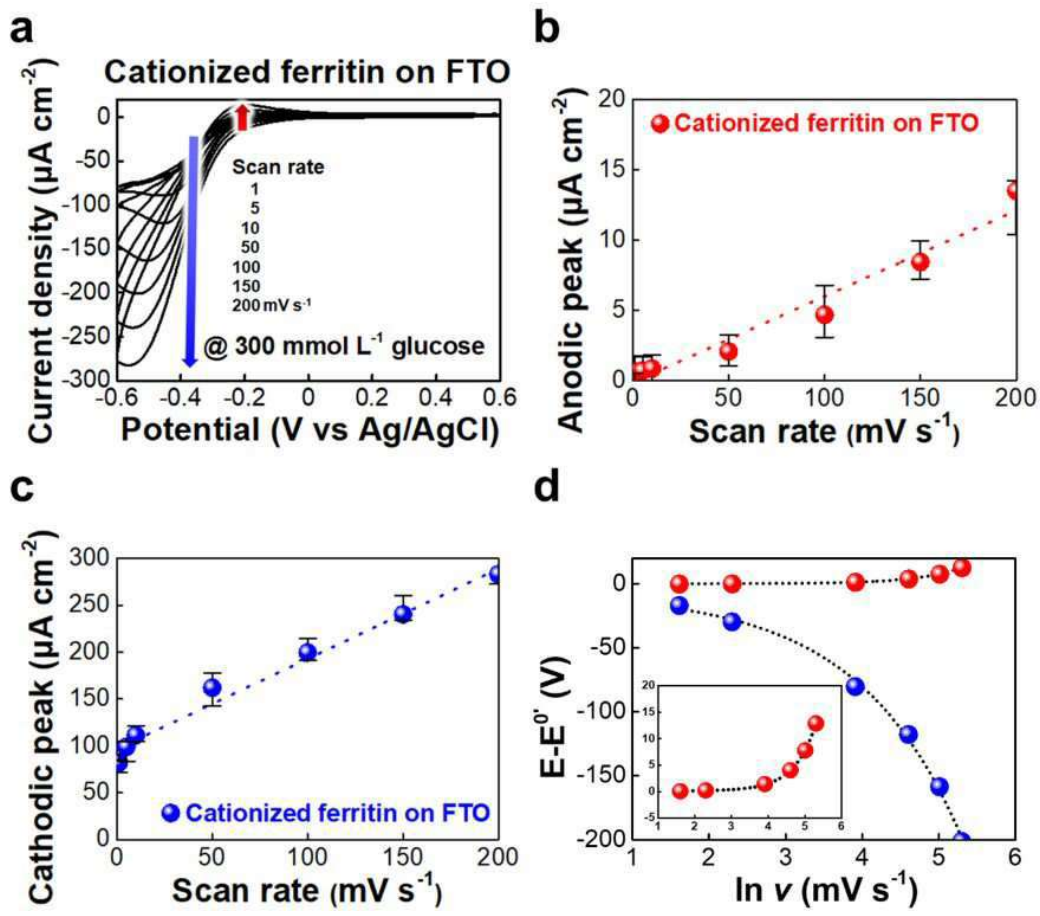 a
Cationized ferritin on FTO
Current density (µA cm⁻²)
0
-50
-100
-150
-200
-250
-300
Scan rate
1
5
10
50
100
150
200 mV s⁻¹
@ 300 mmol L⁻¹ glucose
-0.6 -0.4 -0.2 0 0.2 0.4 0.6
Potential (V vs Ag/AgCl)
b
Anodic peak (µA cm⁻²)
20
15
10
5
0
Cationized ferritin on FTO
0 50 100 150 200
Scan rate (mV s⁻¹)
c
Cathodic peak (µA cm⁻²)
300
250
200
150
100
50
0
Cationized ferritin on FTO
0 50 100 150 200
Scan rate (mV s⁻¹)
d
E-E⁰' (V)
0
-50
-100
-150
-200
20
15
10
5
0
-5
1 2 3 4 5 6
1 2 3 4 5 6
ln v (mV s⁻¹)